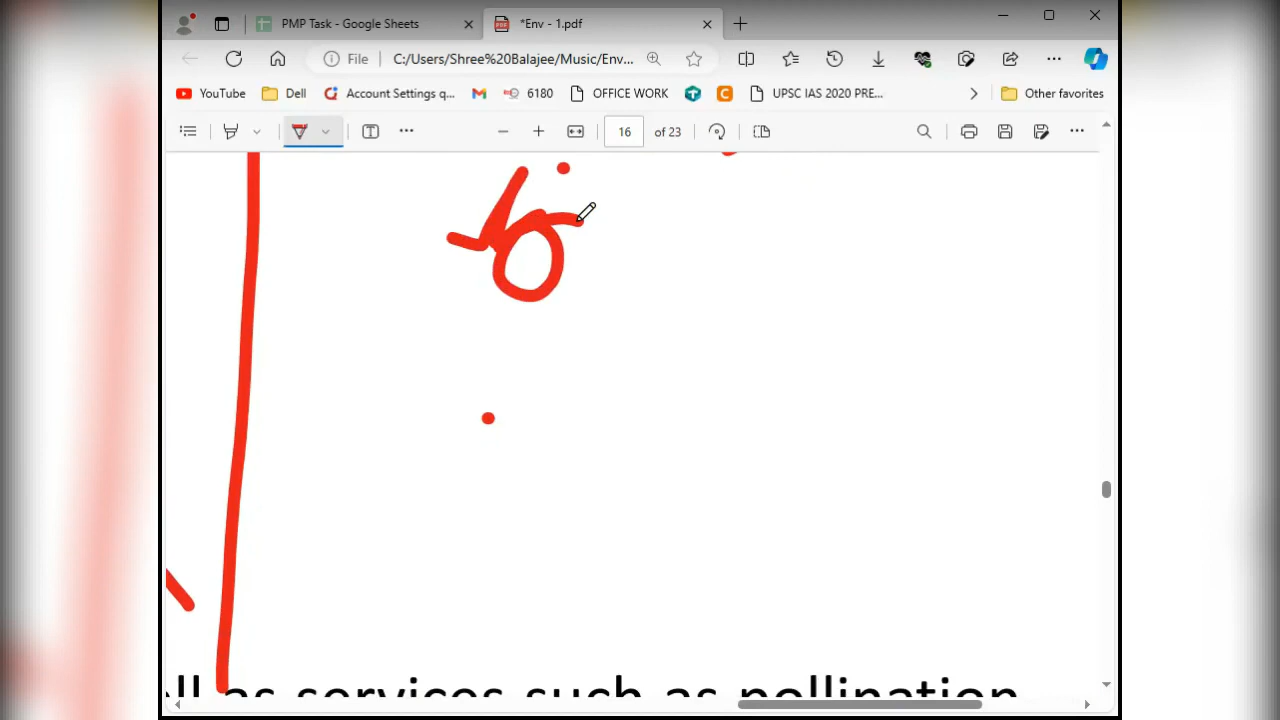 PMP Task - Google Sheets
*Env - 1.pdf
File
C:/Users/Shree%20Balajee/Music/Env...
YouTube
Dell
Account Settings q...
6180
OFFICE WORK
UPSC IAS 2020 PRE...
Other favorites
16 of 23
ll as services such as pollination